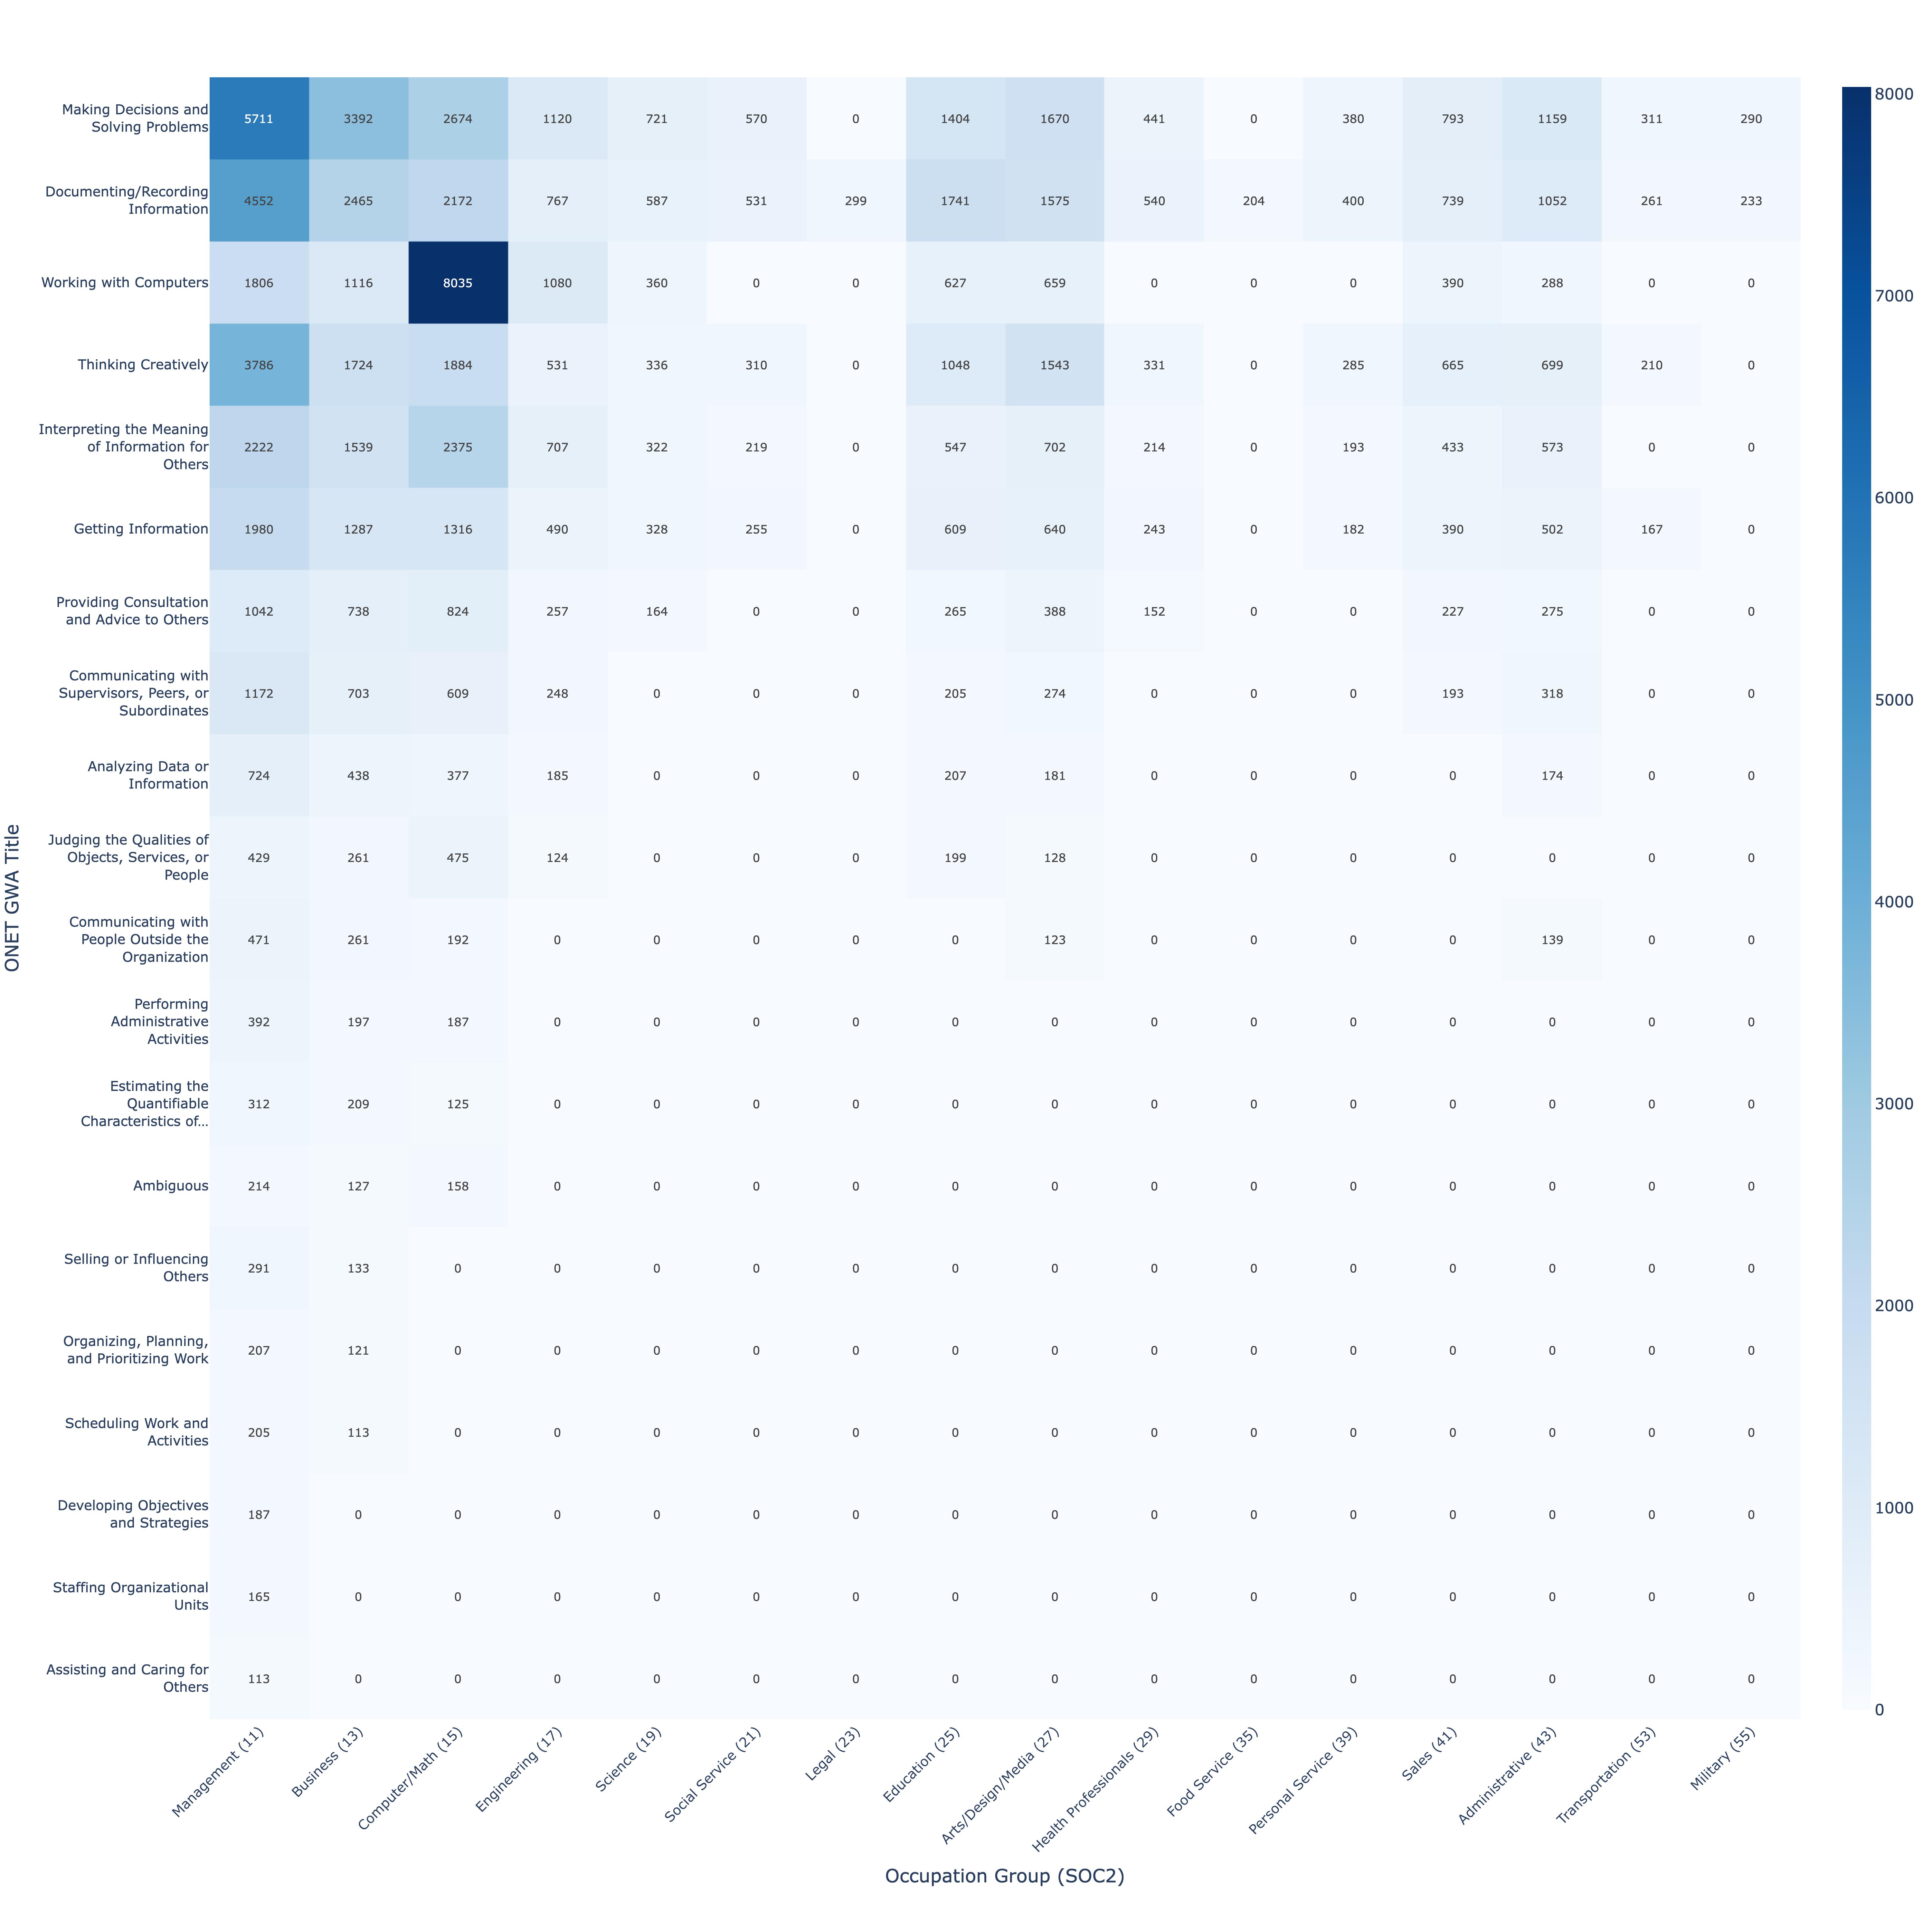 Making Decisions and
Solving Problems
5711 3392 2674 1120 721 570 0 1404 1670 441 0 380 793 1159 311 290
Documenting/Recording
Information
4552 2465 2172 767 587 531 299 1741 1575 540 204 400 739 1052 261 233
Working with Computers
1806 1116 8035 1080 360 0 0 627 659 0 0 0 390 288 0 0
Thinking Creatively
3786 1724 1884 531 336 310 0 1048 1543 331 0 285 665 699 210 0
Interpreting the Meaning
of Information for
Others
2222 1539 2375 707 322 219 0 547 702 214 0 193 433 573 0 0
Getting Information
1980 1287 1316 490 328 255 0 609 640 243 0 182 390 502 167 0
Providing Consultation
and Advice to Others
1042 738 824 257 164 0 0 265 388 152 0 0 227 275 0 0
Communicating with
Supervisors, Peers, or
Subordinates
1172 703 609 248 0 0 0 205 274 0 0 0 193 318 0 0
Analyzing Data or
Information
724 438 377 185 0 0 0 207 181 0 0 0 0 174 0 0
Judging the Qualities of
Objects, Services, or
People
429 261 475 124 0 0 0 199 128 0 0 0 0 0 0 0
Communicating with
People Outside the
Organization
471 261 192 0 0 0 0 0 123 0 0 0 0 139 0 0
Performing
Administrative
Activities
392 197 187 0 0 0 0 0 0 0 0 0 0 0 0 0
Estimating the
Quantifiable
Characteristics of...
312 209 125 0 0 0 0 0 0 0 0 0 0 0 0 0
Ambiguous
214 127 158 0 0 0 0 0 0 0 0 0 0 0 0 0
Selling or Influencing
Others
291 133 0 0 0 0 0 0 0 0 0 0 0 0 0 0
Organizing, Planning,
and Prioritizing Work
207 121 0 0 0 0 0 0 0 0 0 0 0 0 0 0
Scheduling Work and
Activities
205 113 0 0 0 0 0 0 0 0 0 0 0 0 0 0
Developing Objectives
and Strategies
187 0 0 0 0 0 0 0 0 0 0 0 0 0 0 0
Staffing Organizational
Units
165 0 0 0 0 0 0 0 0 0 0 0 0 0 0 0
Assisting and Caring for
Others
113 0 0 0 0 0 0 0 0 0 0 0 0 0 0 0
ONET GWA Title
Management (11)
Business (13)
Computer/Math (15)
Engineering (17)
Science (19)
Social Service (21)
Legal (23)
Education (25)
Arts/Design/Media (27)
Health Professionals (29)
Food Service (35)
Personal Service (39)
Sales (41)
Administrative (43)
Transportation (53)
Military (55)
Occupation Group (SOC2)
8000
7000
6000
5000
4000
3000
2000
1000
0